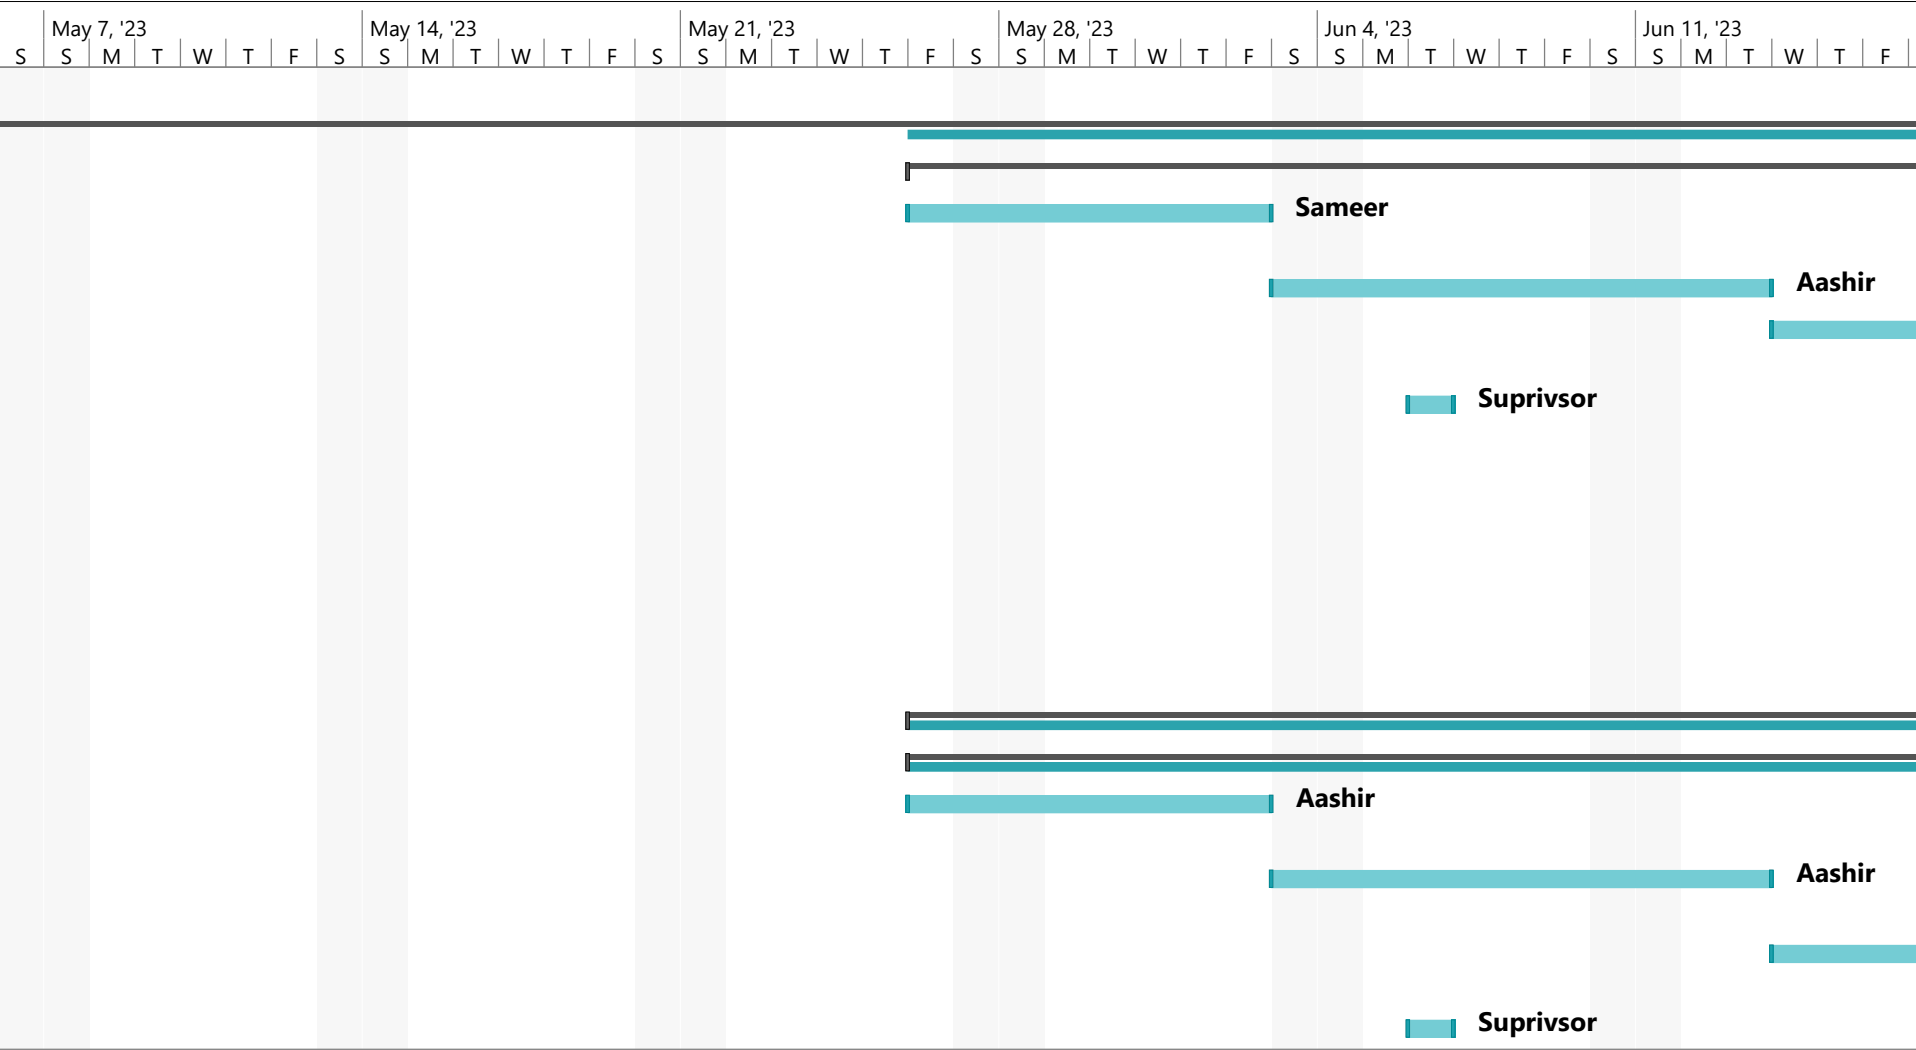 May 7, '23 May 14, '23 May 21, '23 May 28, '23 Jun 4, '23 Jun 11, '23
S S M T W T F S S M T W T F S S M T W T F S S M T W T F S S M T W T F S S M T W T F
Sameer
Aashir
Suprivsor
Aashir
Aashir
Suprivsor